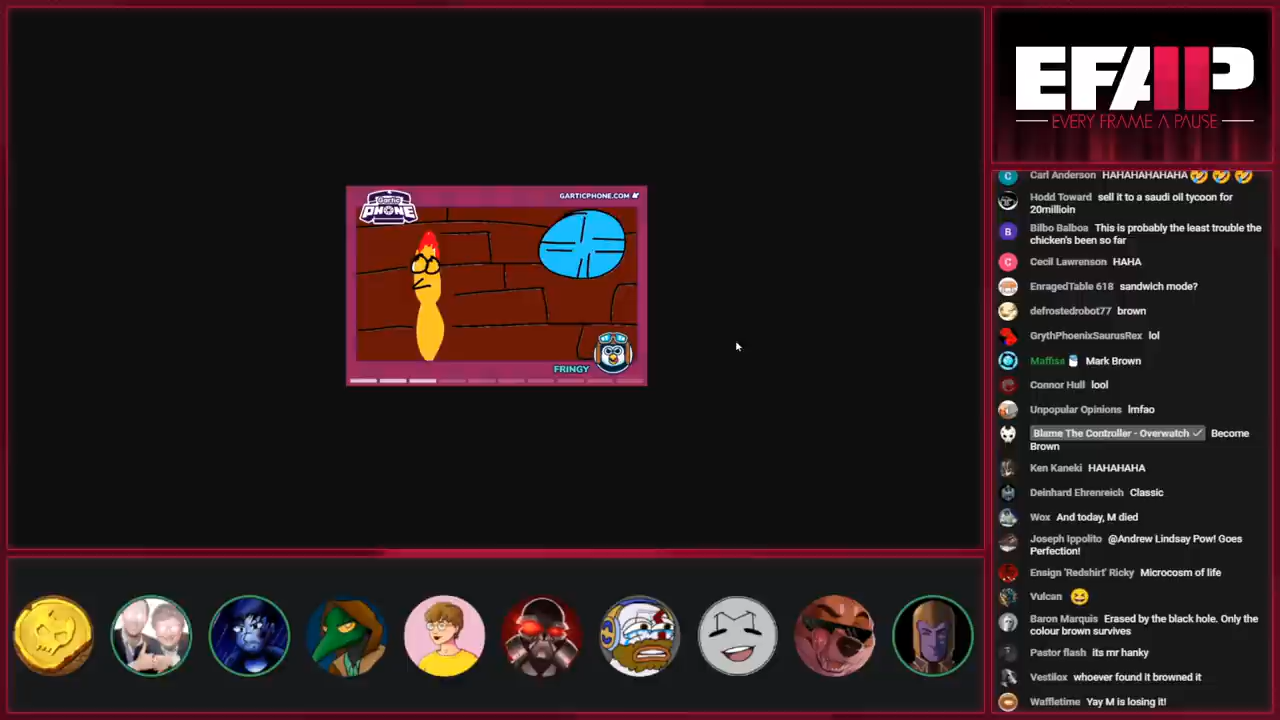 EFAP
EVERY FRAME A PAUSE
Gartic
PHONE
GARTICPHONE.COM
FRINGY
Carl Anderson HAHAHAHAHAHA 🤣 🤣 🤣
Hodd Toward sell it to a saudi oil tycoon for
20millioin
Bilbo Balboa This is probably the least trouble the
chicken's been so far
Cecil Lawrenson HAHA
EnragedTable 618 sandwich mode?
defrostedrobot77 brown
GrythPhoenixSaurusRex lol
Maffisa Mark Brown
Connor Hull lool
Unpopular Opinions lmfao
Blame The Controller - Overwatch ✓ Become
Brown
Ken Kaneki HAHAHAHA
Deinhard Ehrenreich Classic
Wox And today, M died
Joseph Ippolito @Andrew Lindsay Pow! Goes
Perfection!
Ensign 'Redshirt' Ricky Microcosm of life
Vulcan 😆
Baron Marquis Erased by the black hole. Only the
colour brown survives
Pastor flash its mr hanky
Vestilox whoever found it browned it
Waffletime Yay M is losing it!